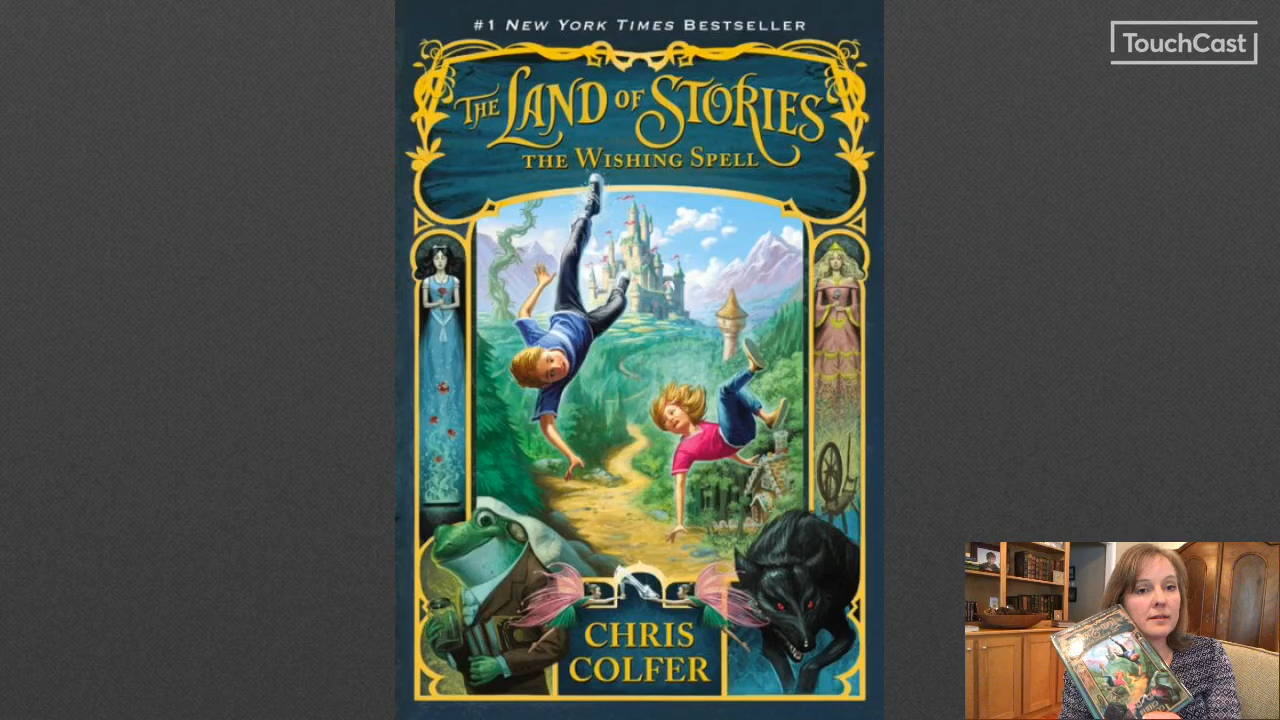 #1 NEW YORK TIMES BESTSELLER
TouchCast
THE LAND OF STORIES
THE WISHING SPELL
CHRIS
COLFER